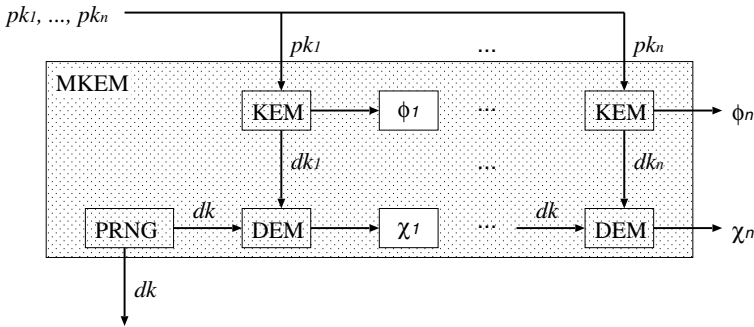 pk1, ..., pkn
pk1 ... pkn
MKEM
KEM ϕ1 ... KEM ϕn
dk1 ... dkn
dk dk
PRNG DEM χ1 ... DEM χn
dk